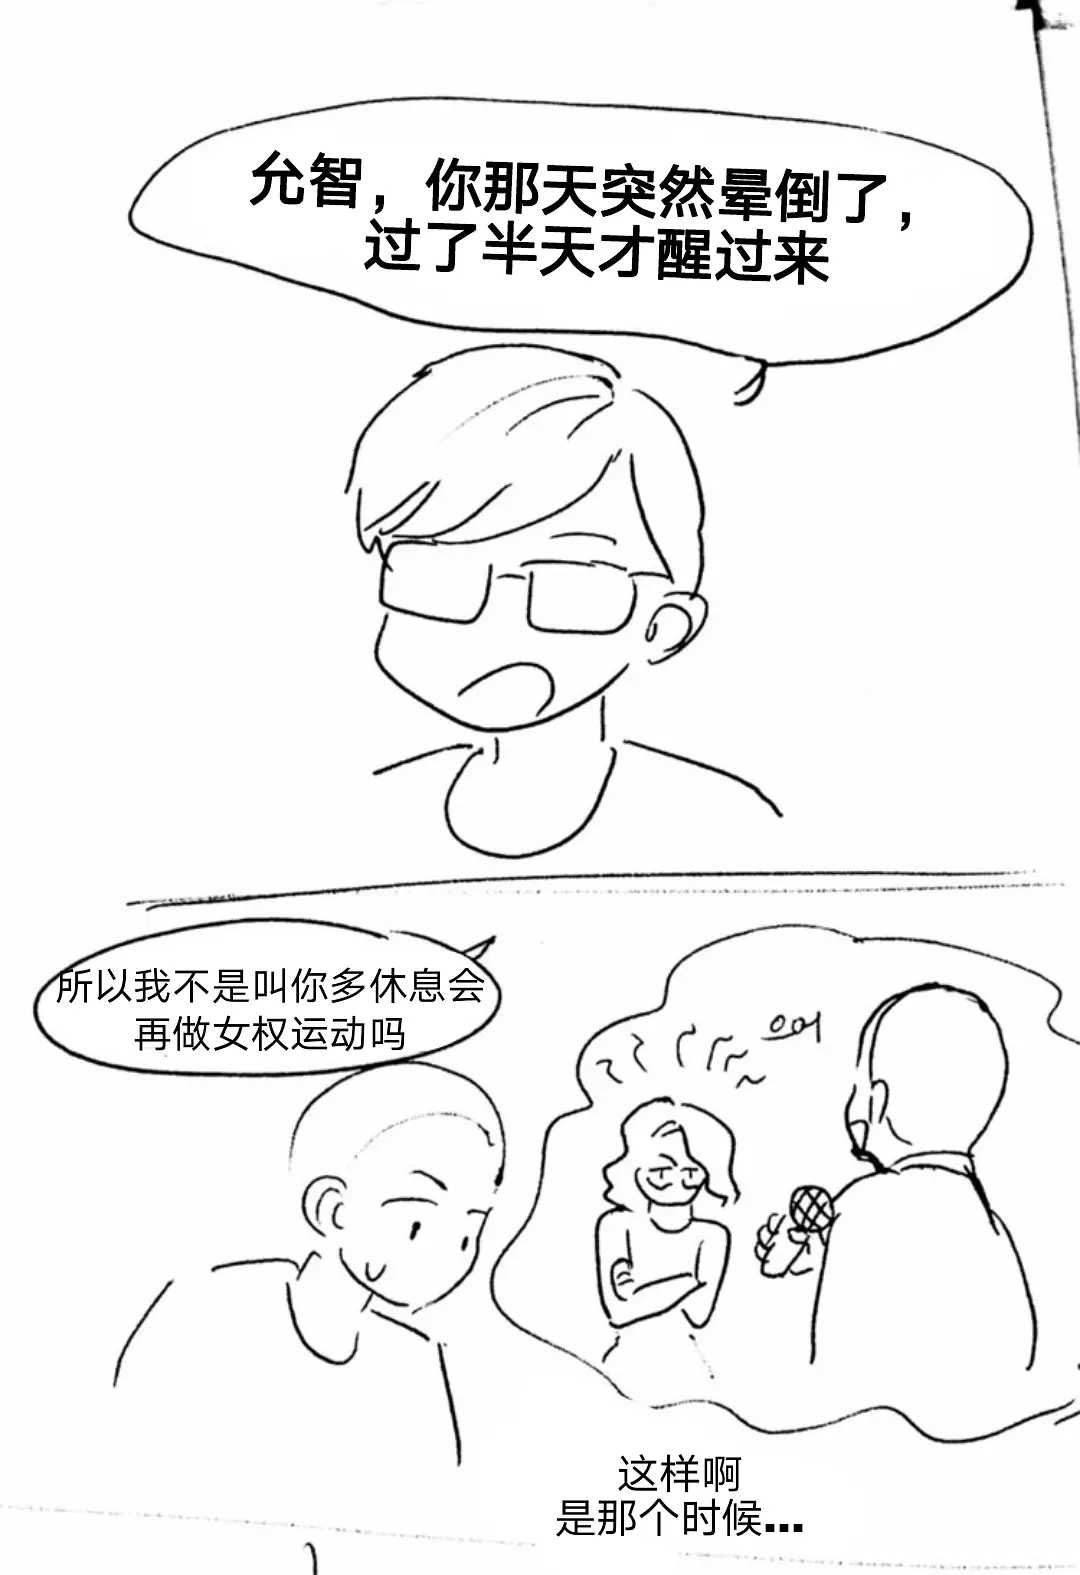 允智，你那天突然晕倒了，
过了半天才醒过来
所以我不是叫你多休息会
再做女权运动吗
으어
这样啊
是那个时候...